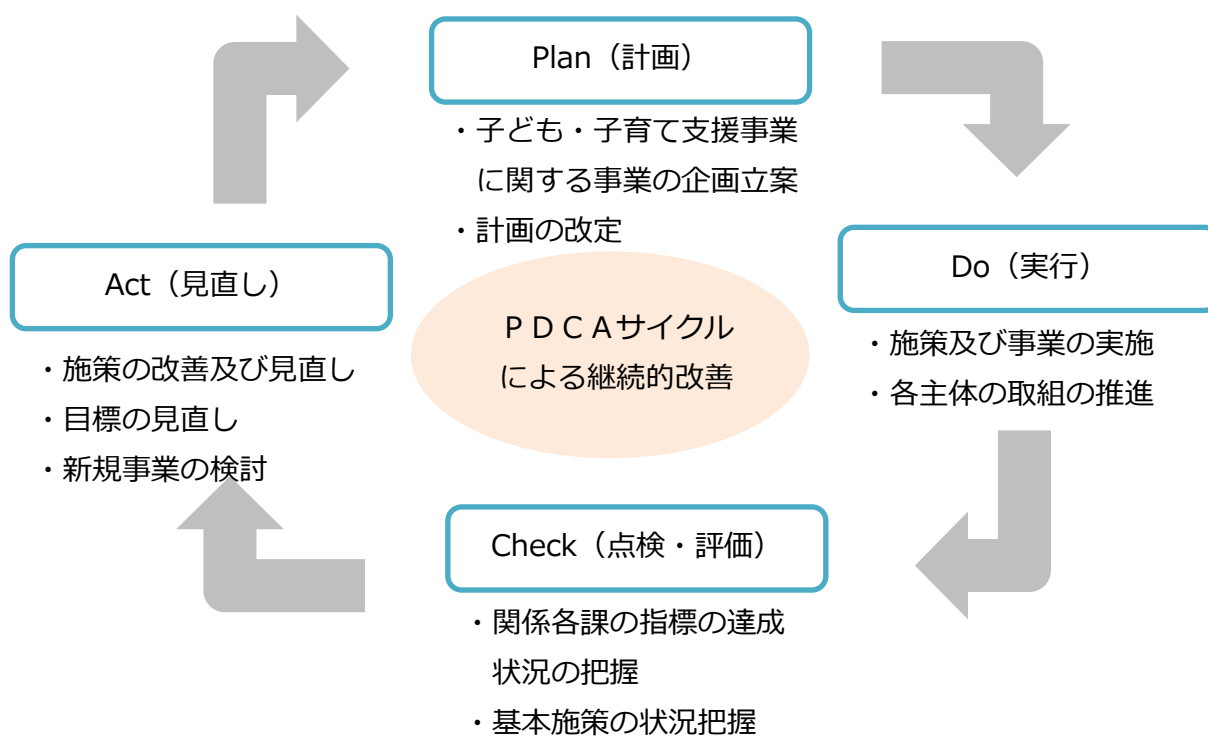 Plan（計画）
・子ども・子育て支援事業
に関する事業の企画立案
・計画の改定
Do（実行）
・施策及び事業の実施
・各主体の取組の推進
Check（点検・評価）
・関係各課の指標の達成
状況の把握
・基本施策の状況把握
Act（見直し）
・施策の改善及び見直し
・目標の見直し
・新規事業の検討
ＰＤＣＡサイクル
による継続的改善